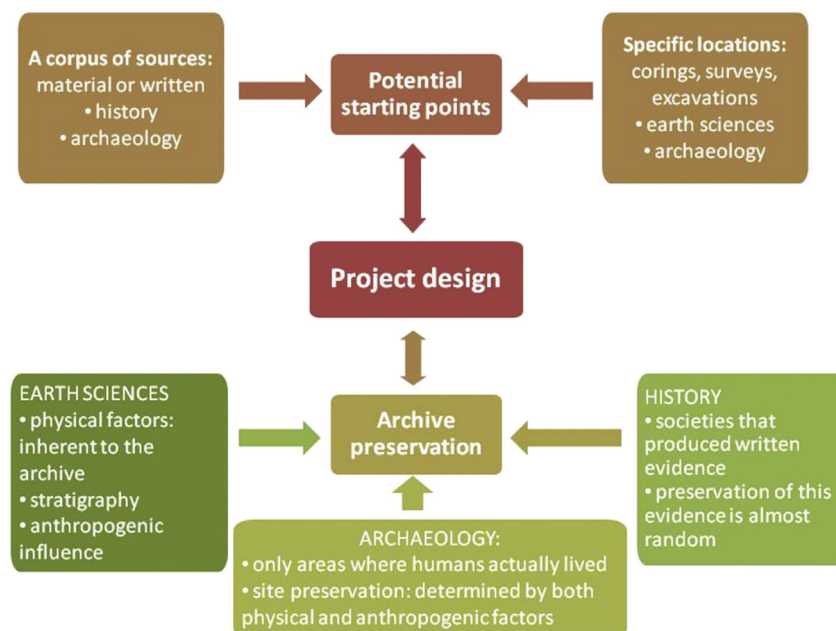 A corpus of sources:
material or written
• history
• archaeology
Potential
starting points
Specific locations:
corings, surveys,
excavations
• earth sciences
• archaeology
Project design
EARTH SCIENCES
• physical factors:
inherent to the
archive
• stratigraphy
• anthropogenic
influence
Archive
preservation
HISTORY
• societies that
produced written
evidence
• preservation of this
evidence is almost
random
ARCHAEOLOGY:
• only areas where humans actually lived
• site preservation: determined by both
physical and anthropogenic factors